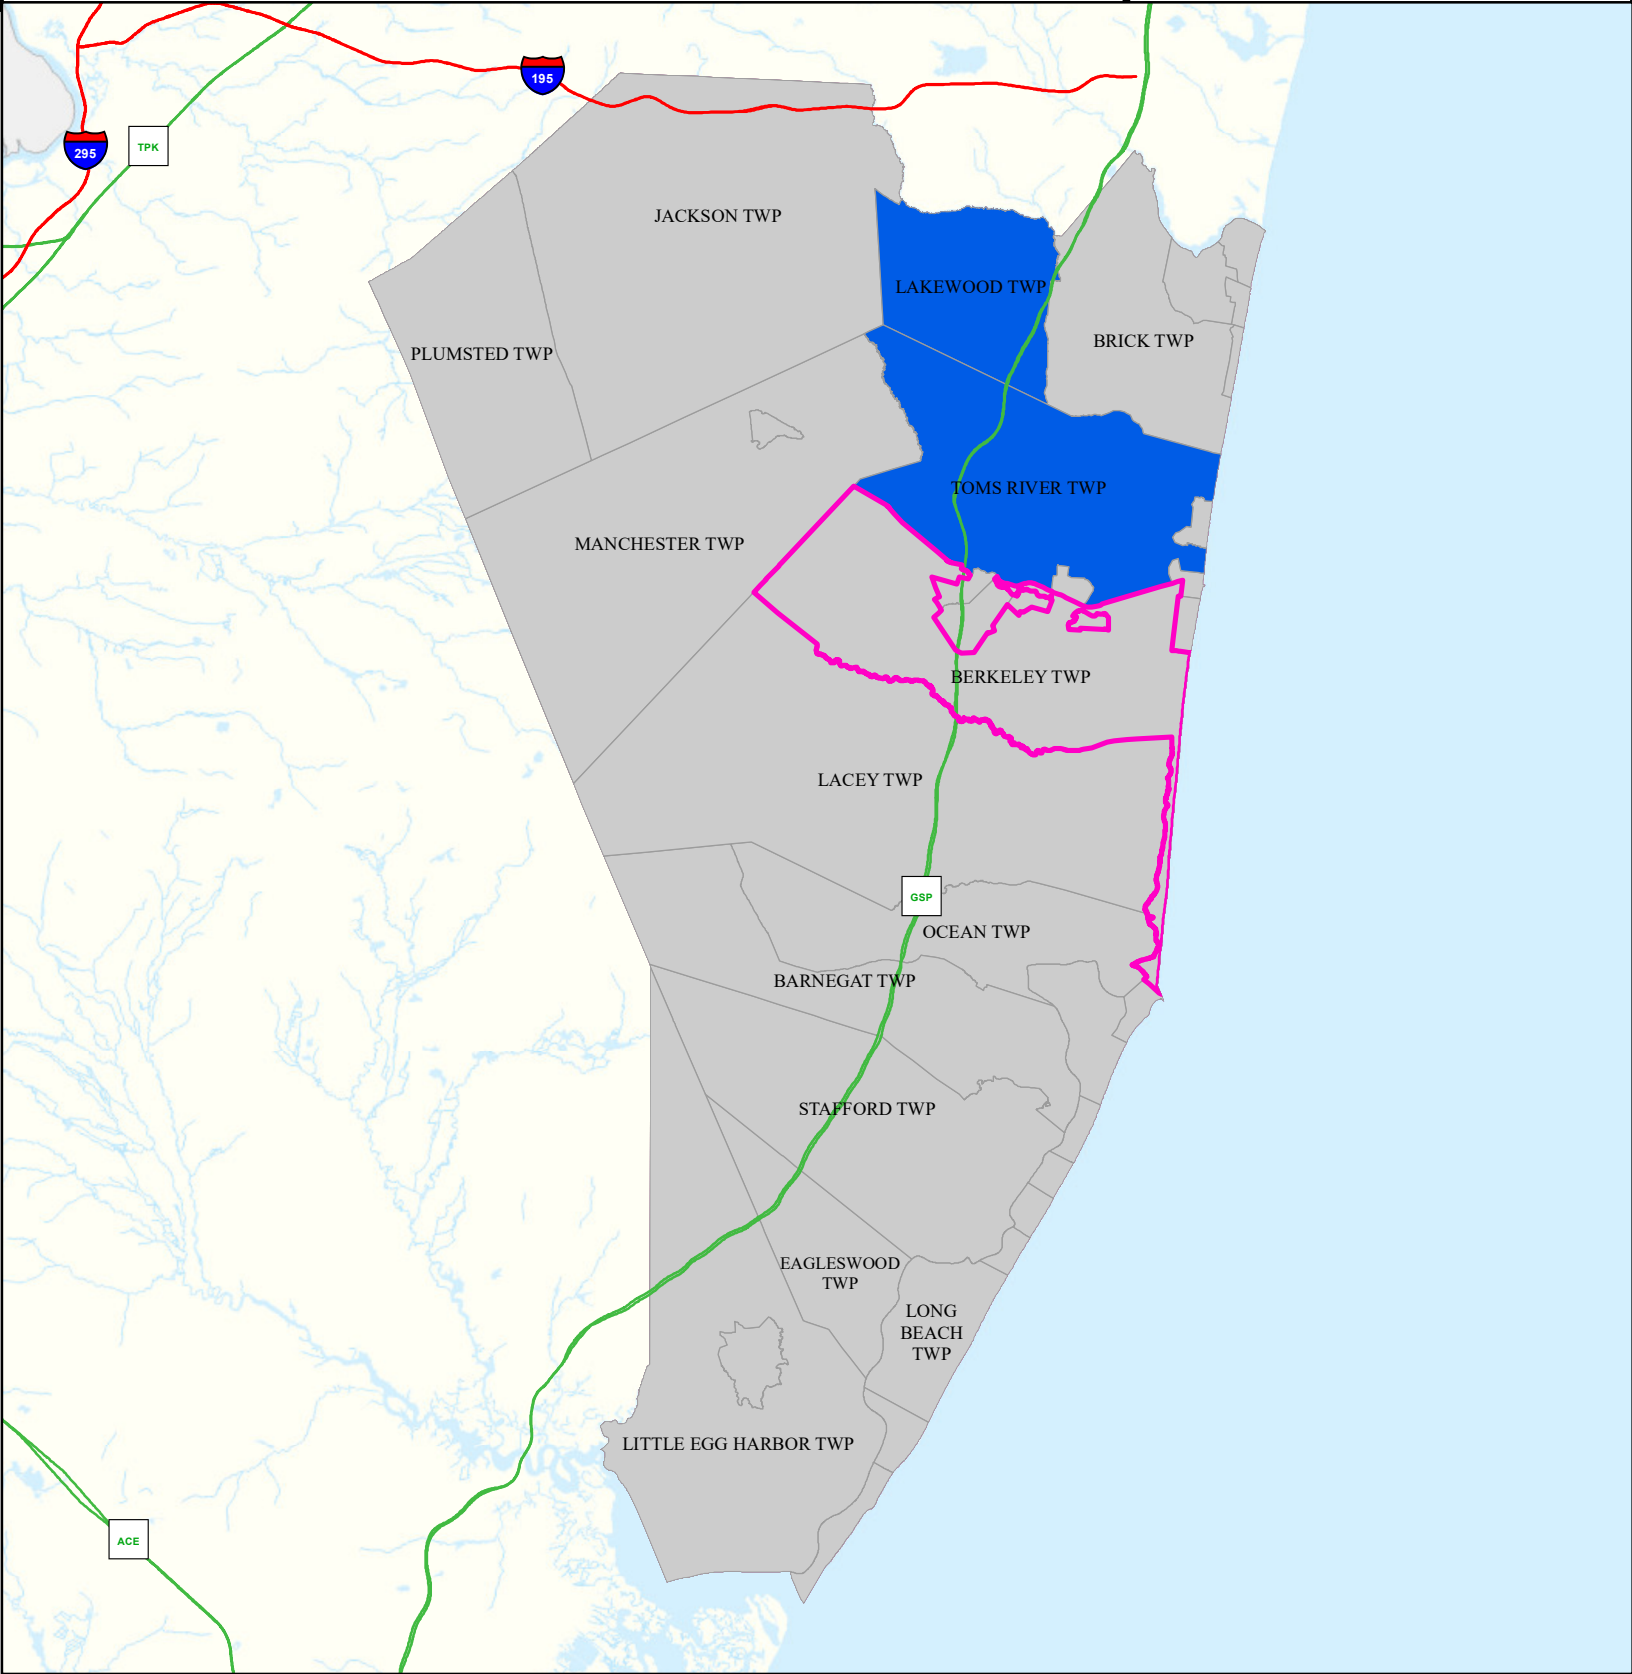 195
TPK
295
JACKSON TWP
LAKEWOOD TWP
BRICK TWP
PLUMSTED TWP
TOMS RIVER TWP
MANCHESTER TWP
BERKELEY TWP
LACEY TWP
GSP
OCEAN TWP
BARNEGAT TWP
STAFFORD TWP
EAGLESWOOD
TWP
LONG
BEACH
TWP
LITTLE EGG HARBOR TWP
ACE